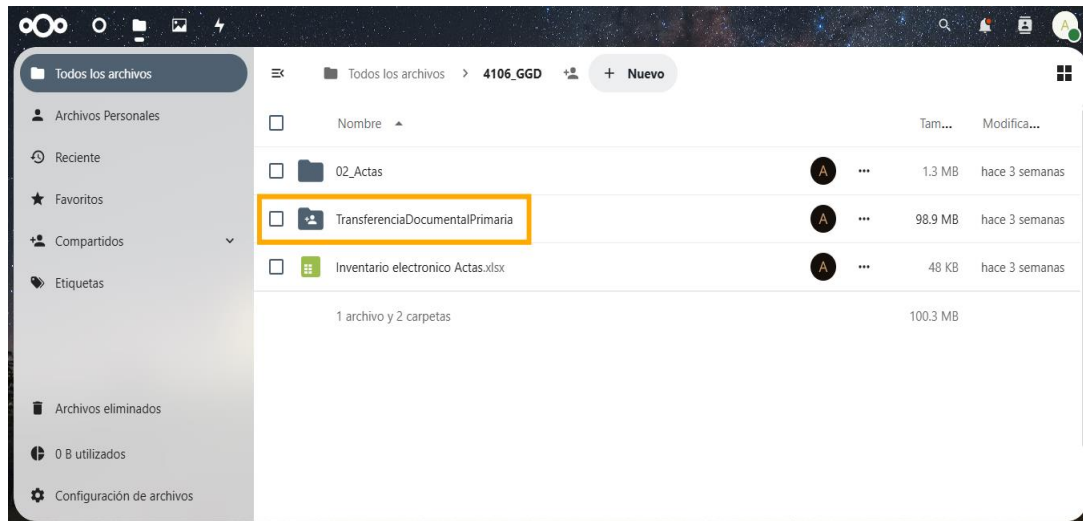 A
Todos los archivos
Archivos Personales
Reciente
Favoritos
Compartidos
Etiquetas
Archivos eliminados
0 B utilizados
Configuración de archivos
Todos los archivos > 4106_GGD + Nuevo
Nombre Tam... Modifica...
02_Actas A ... 1.3 MB hace 3 semanas
TransferenciaDocumentalPrimaria A ... 98.9 MB hace 3 semanas
Inventario electronico Actas.xlsx A ... 48 KB hace 3 semanas
1 archivo y 2 carpetas 100.3 MB